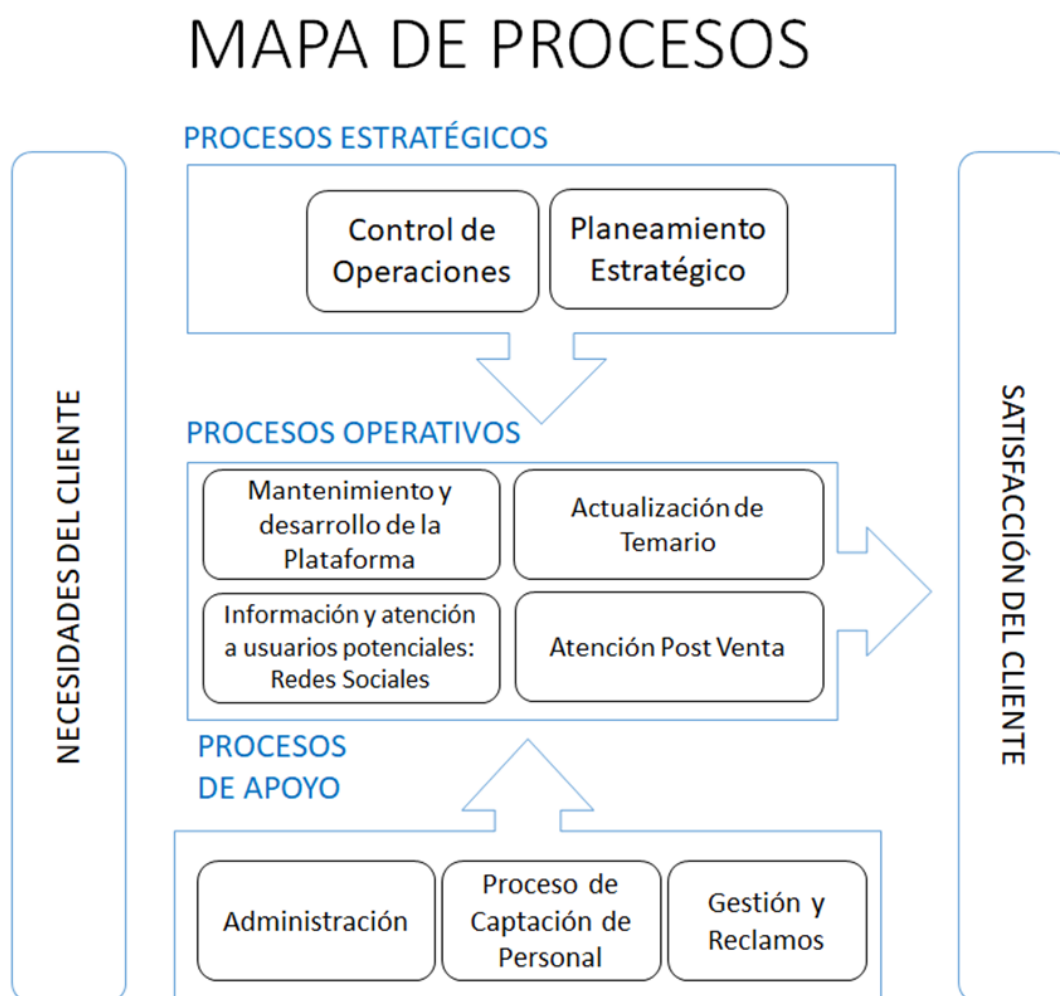 MAPA DE PROCESOS
PROCESOS ESTRATÉGICOS
Control de
Operaciones
Planeamiento
Estratégico
NECESIDADES DEL CLIENTE
PROCESOS OPERATIVOS
Mantenimiento y
desarrollo de la
Plataforma
Actualización de
Temario
Información y atención
a usuarios potenciales:
Redes Sociales
Atención Post Venta
SATISFACCIÓN DEL CLIENTE
PROCESOS
DE APOYO
Administración
Proceso de
Captación de
Personal
Gestión y
Reclamos